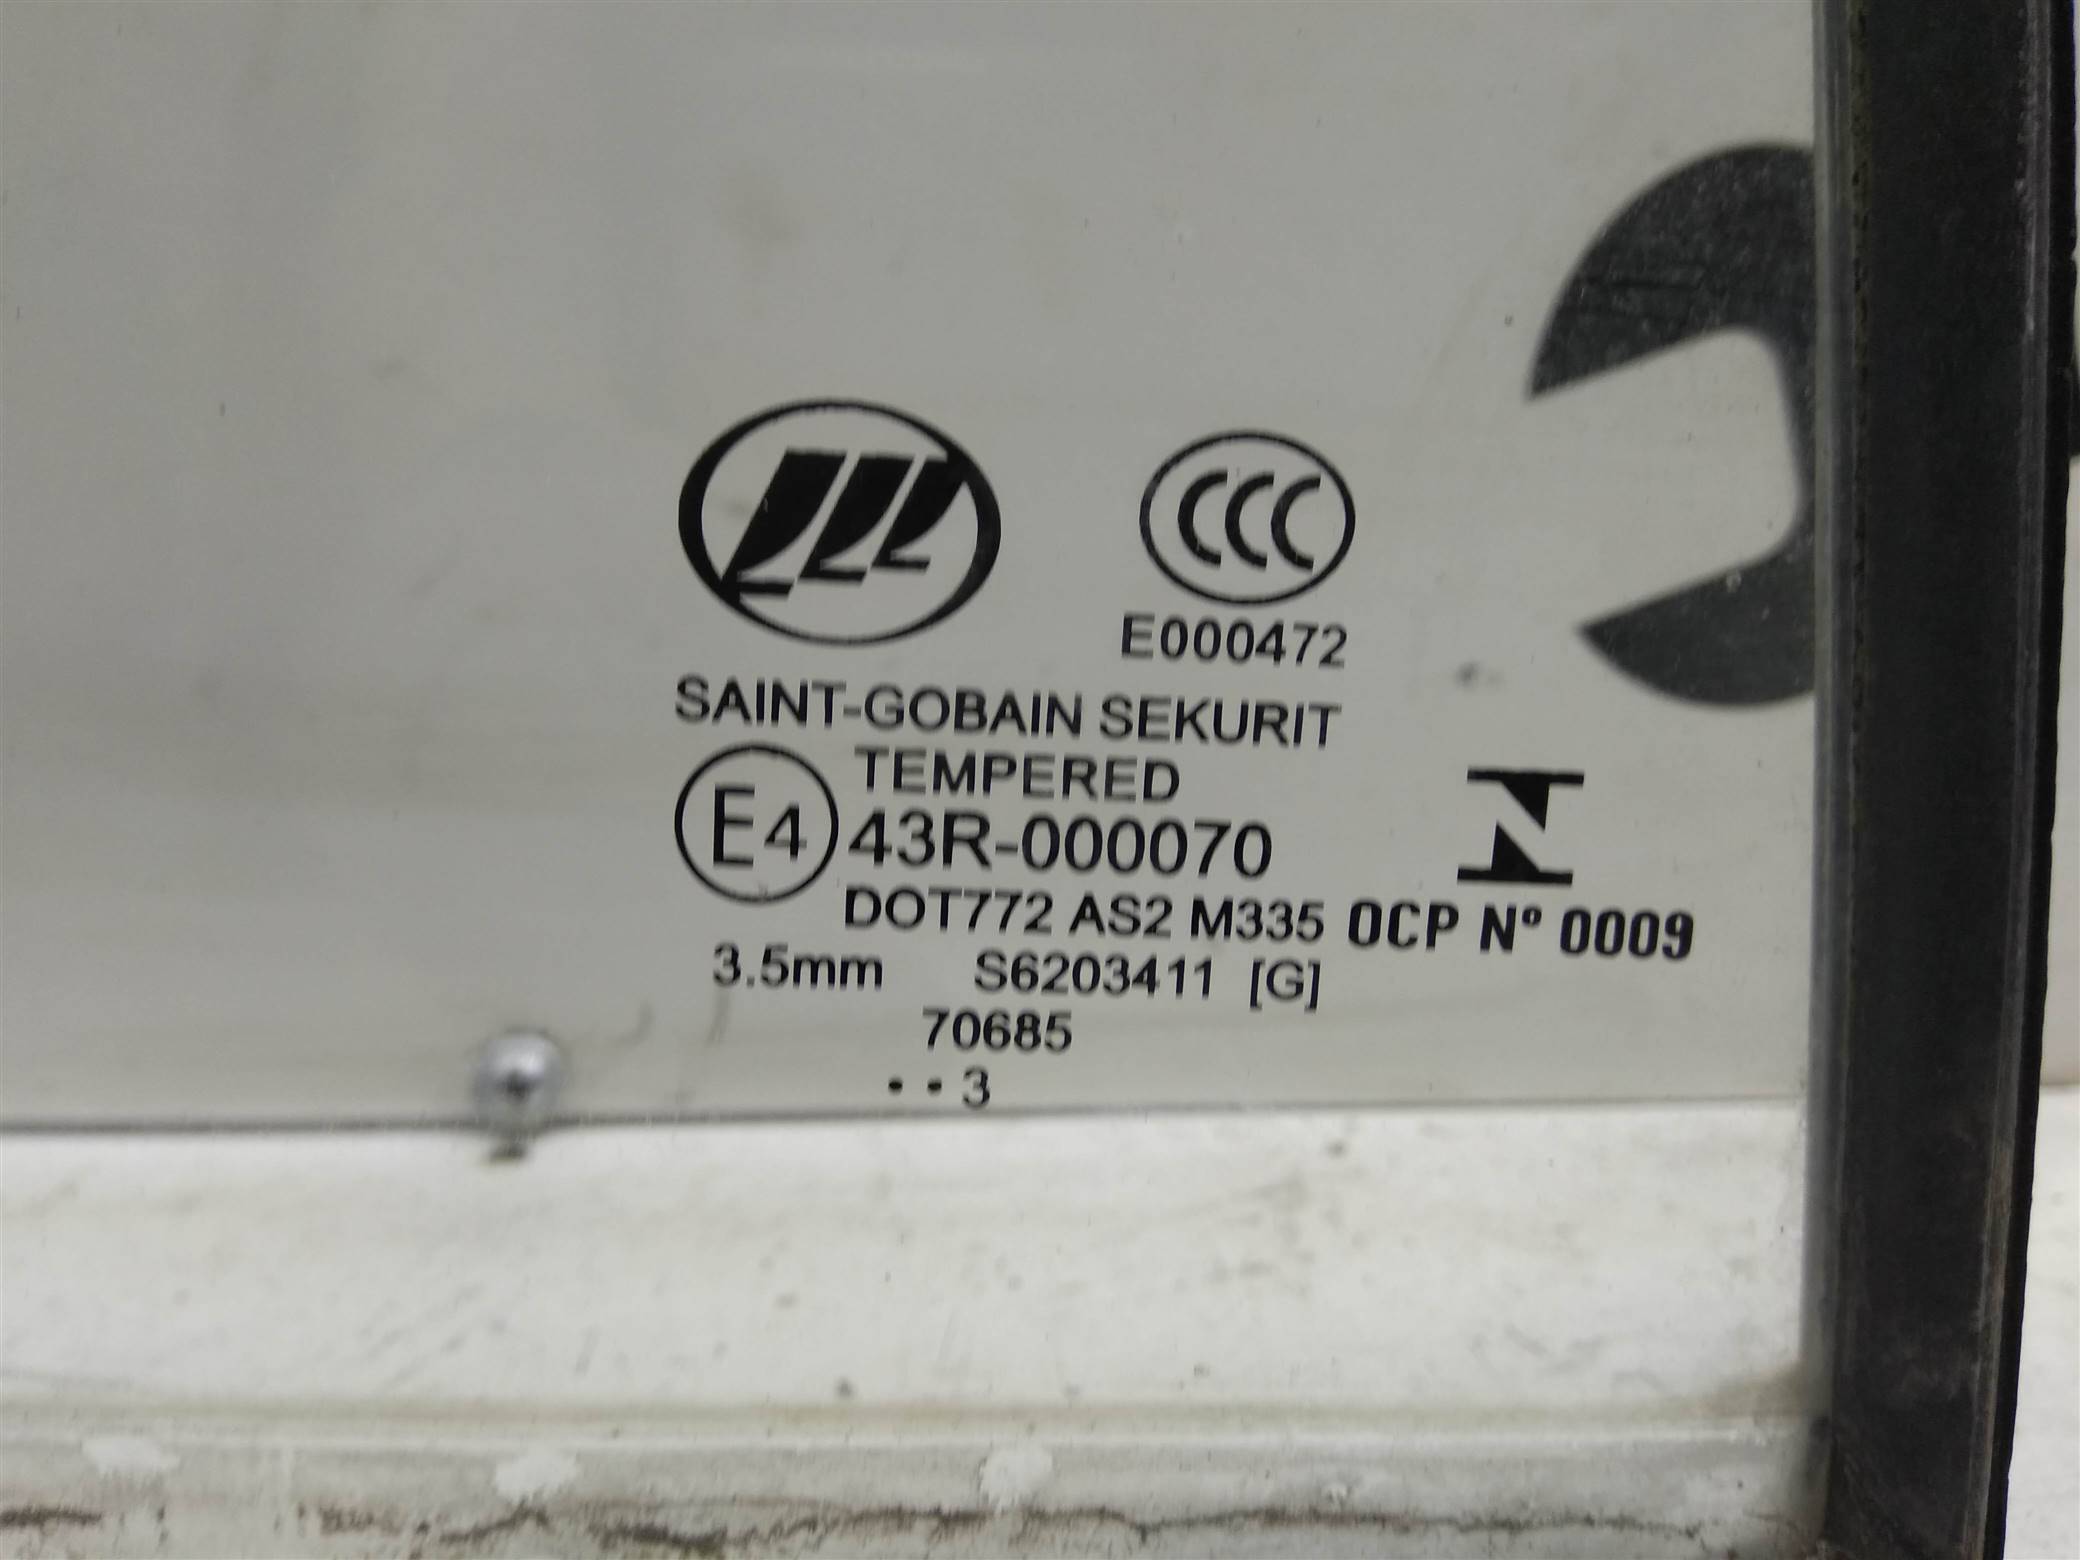 CCC
E000472
SAINT-GOBAIN SEKURIT
TEMPERED
E4 43R-000070
DOT772 AS2 M335 OCP Nº 0009
3.5mm S6203411 [G]
70685
• • 3